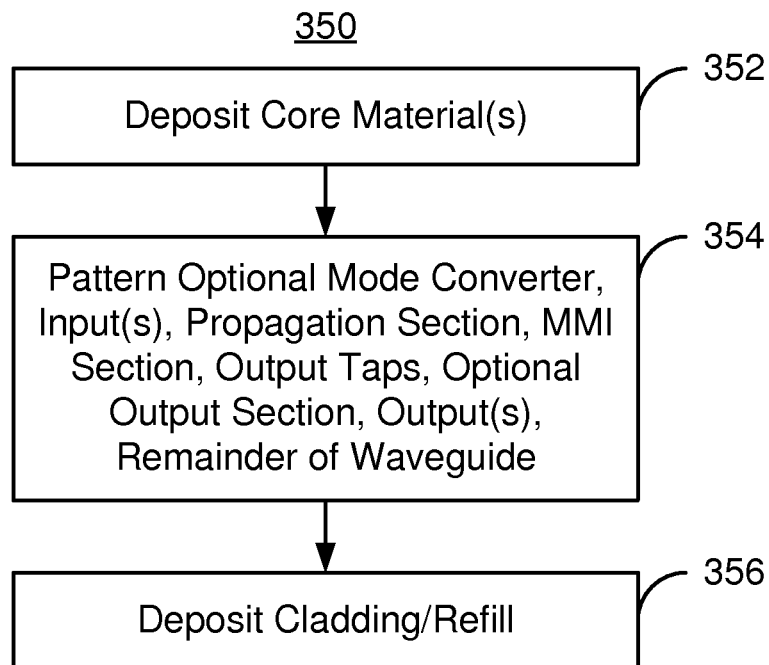 350
352
Deposit Core Material(s)
354
Pattern Optional Mode Converter,
Input(s), Propagation Section, MMI
Section, Output Taps, Optional
Output Section, Output(s),
Remainder of Waveguide
356
Deposit Cladding/Refill